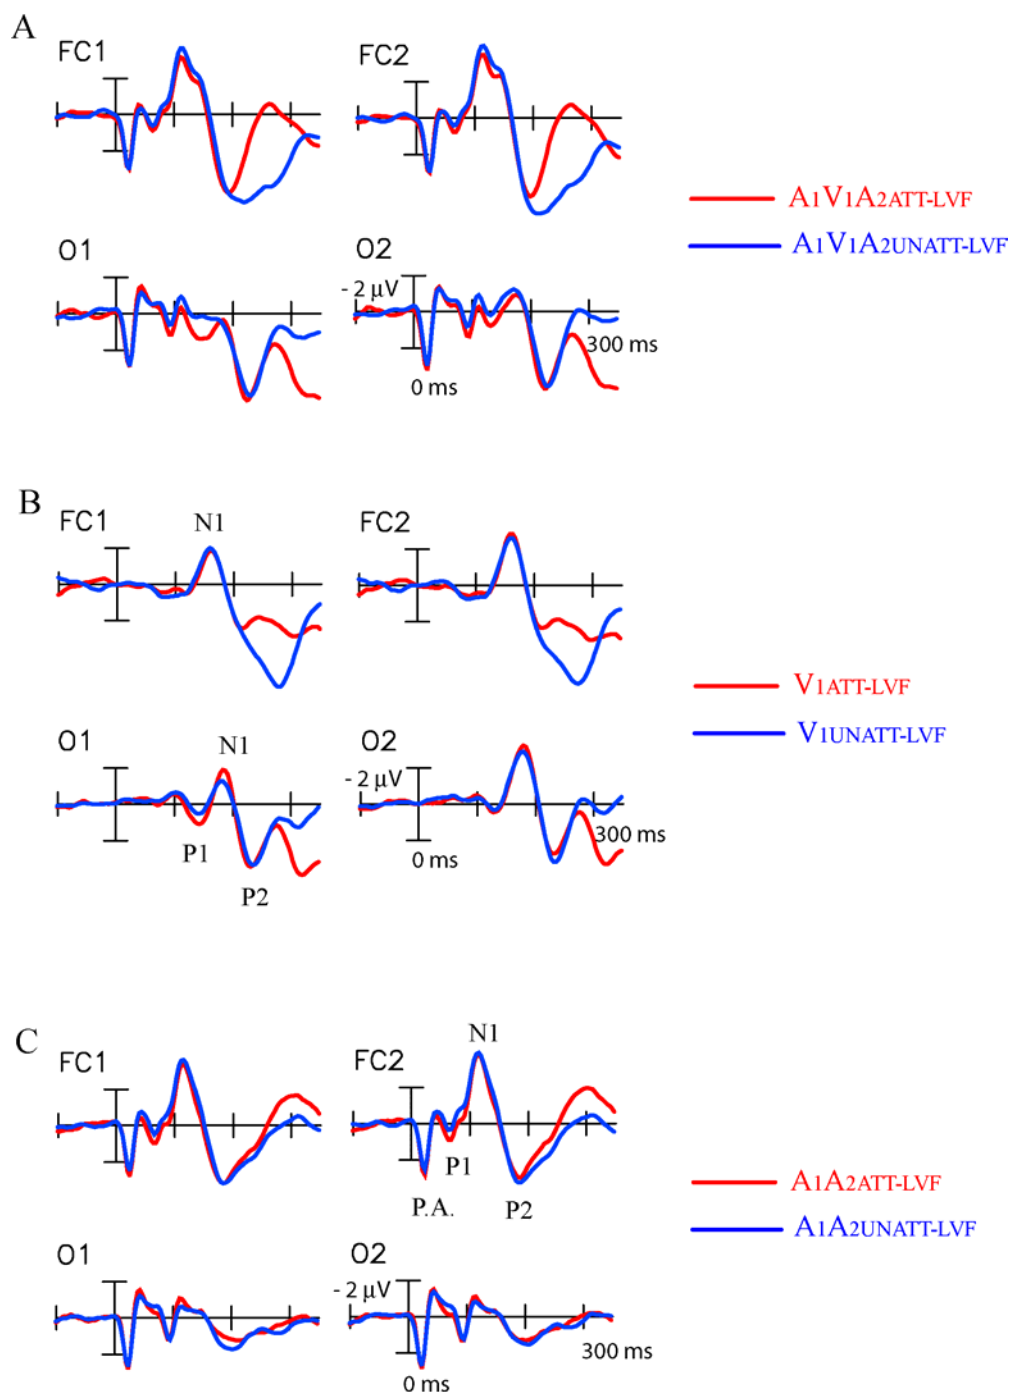 A
FC1
FC2
A1V1A2ATT-LVF
A1V1A2UNATT-LVF
O1
O2
- 2 µV
300 ms
0 ms
B
FC1
N1
FC2
V1ATT-LVF
V1UNATT-LVF
O1
N1
O2
- 2 µV
300 ms
P1
0 ms
P2
C
FC1
FC2
N1
P1
P.A.
P2
A1A2ATT-LVF
A1A2UNATT-LVF
O1
O2
- 2 µV
300 ms
0 ms